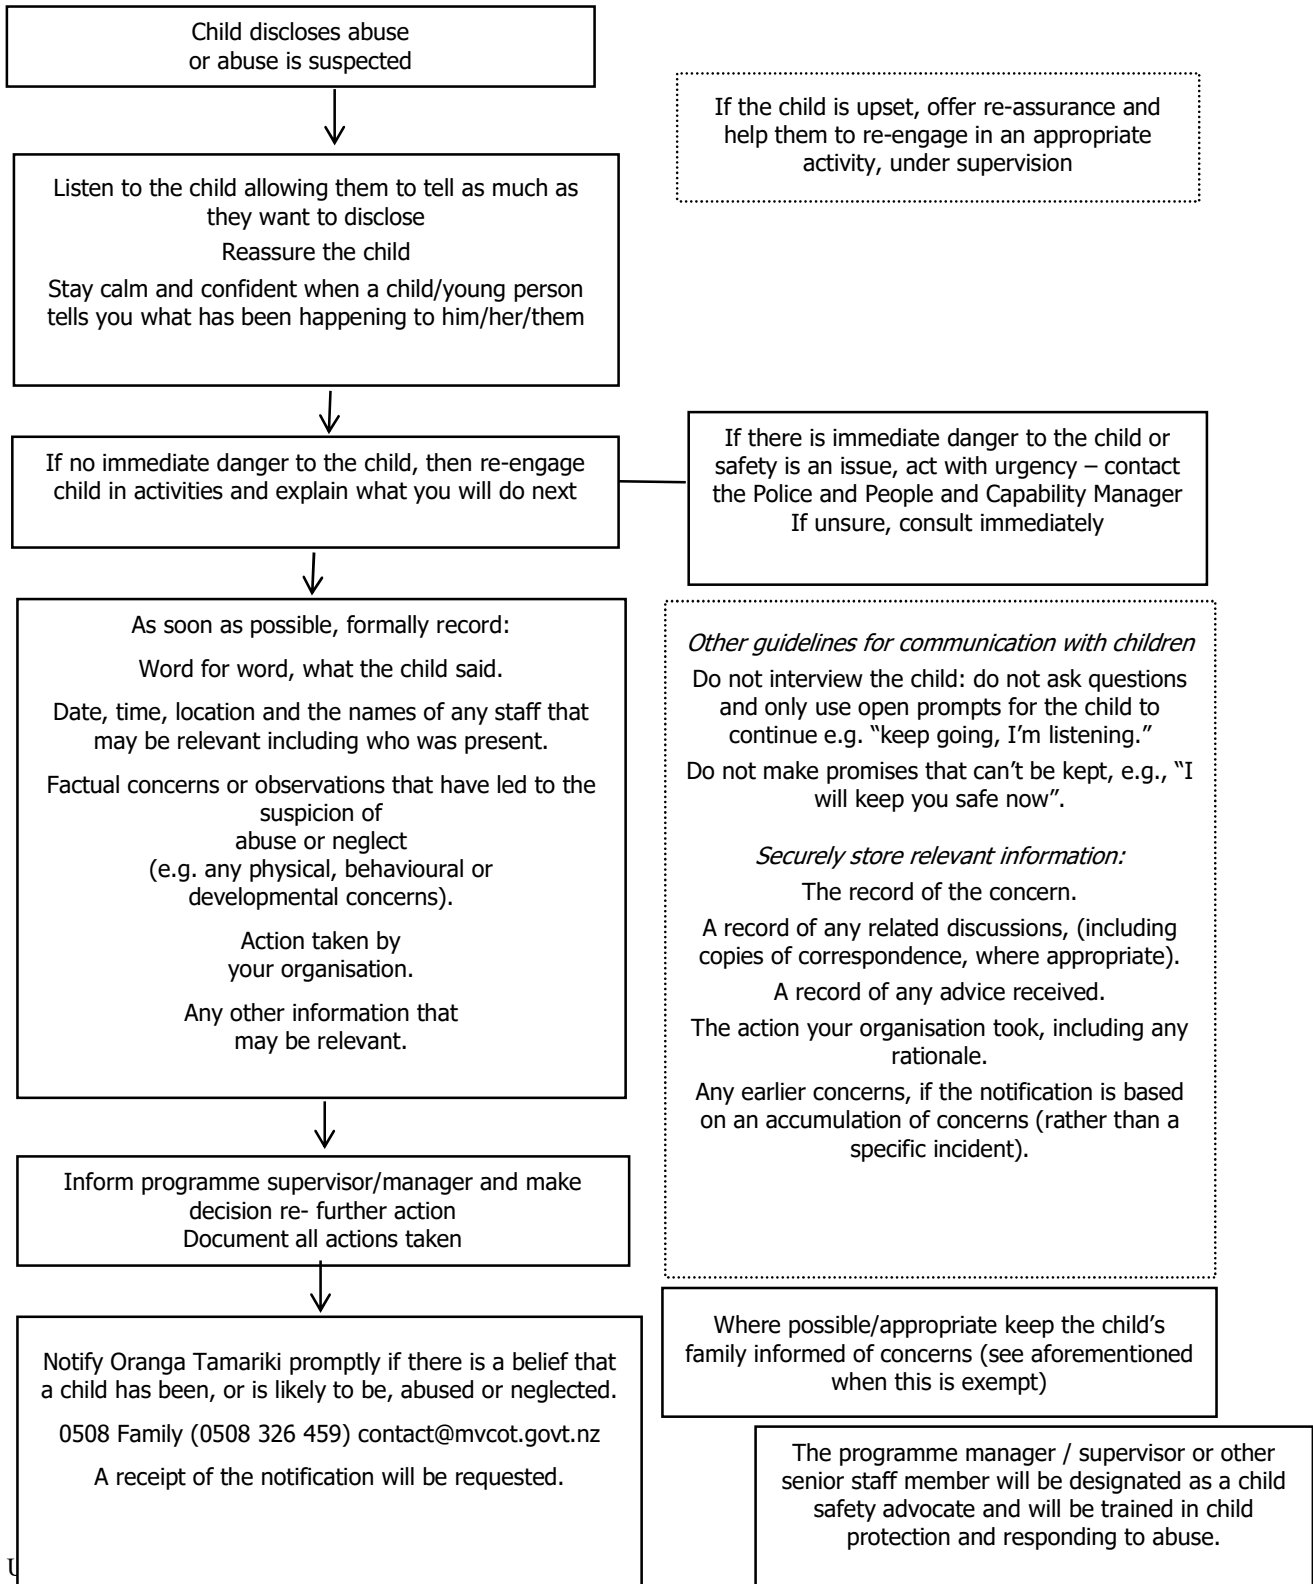 Child discloses abuse
or abuse is suspected
If the child is upset, offer re-assurance and
help them to re-engage in an appropriate
activity, under supervision
Listen to the child allowing them to tell as much as
they want to disclose
Reassure the child
Stay calm and confident when a child/young person
tells you what has been happening to him/her/them
If no immediate danger to the child, then re-engage
child in activities and explain what you will do next
If there is immediate danger to the child or
safety is an issue, act with urgency – contact
the Police and People and Capability Manager
If unsure, consult immediately
As soon as possible, formally record:
Word for word, what the child said.
Date, time, location and the names of any staff that
may be relevant including who was present.
Factual concerns or observations that have led to the
suspicion of
abuse or neglect
(e.g. any physical, behavioural or
developmental concerns).
Action taken by
your organisation.
Any other information that
may be relevant.
Other guidelines for communication with children
Do not interview the child: do not ask questions
and only use open prompts for the child to
continue e.g. “keep going, I’m listening.”
Do not make promises that can’t be kept, e.g., “I
will keep you safe now”.
Securely store relevant information:
The record of the concern.
A record of any related discussions, (including
copies of correspondence, where appropriate).
A record of any advice received.
The action your organisation took, including any
rationale.
Any earlier concerns, if the notification is based
on an accumulation of concerns (rather than a
specific incident).
Inform programme supervisor/manager and make
decision re- further action
Document all actions taken
Notify Oranga Tamariki promptly if there is a belief that
a child has been, or is likely to be, abused or neglected.
0508 Family (0508 326 459) contact@mvcot.govt.nz
A receipt of the notification will be requested.
Where possible/appropriate keep the child’s
family informed of concerns (see aforementioned
when this is exempt)
The programme manager / supervisor or other
senior staff member will be designated as a child
safety advocate and will be trained in child
protection and responding to abuse.